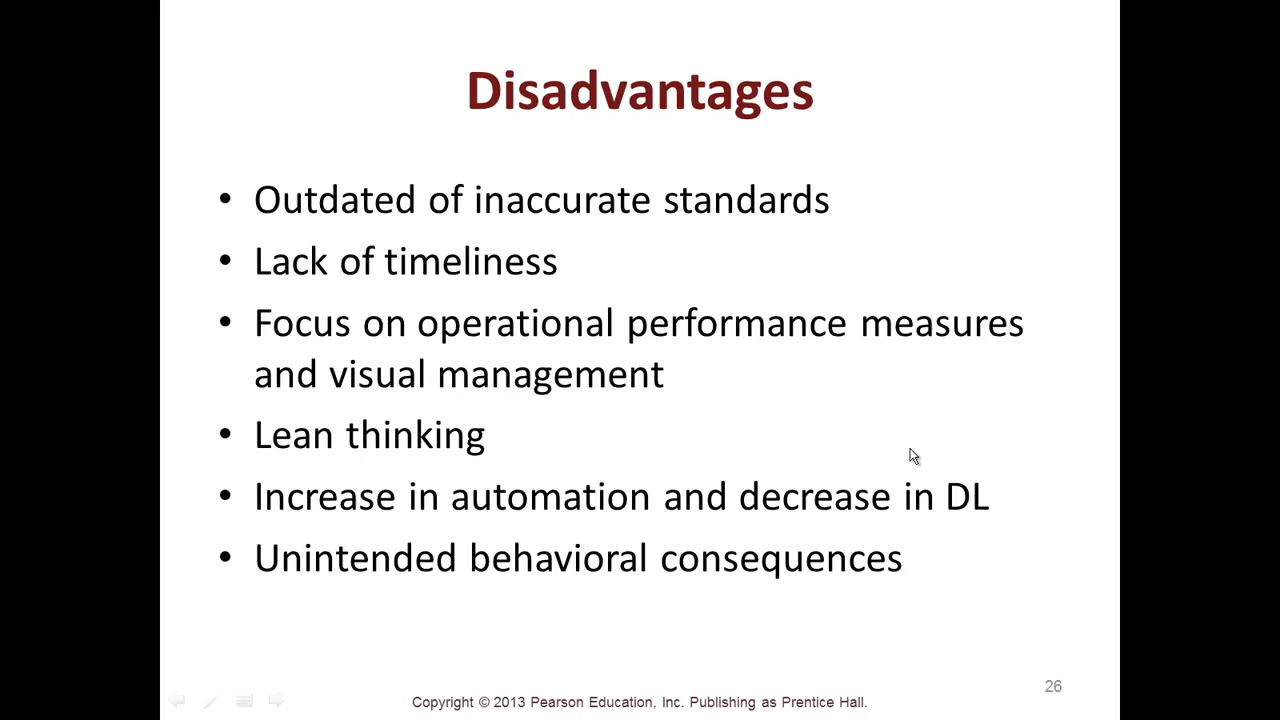 Disadvantages
• Outdated of inaccurate standards
• Lack of timeliness
• Focus on operational performance measures
and visual management
• Lean thinking
• Increase in automation and decrease in DL
• Unintended behavioral consequences
26
Copyright © 2013 Pearson Education, Inc. Publishing as Prentice Hall.